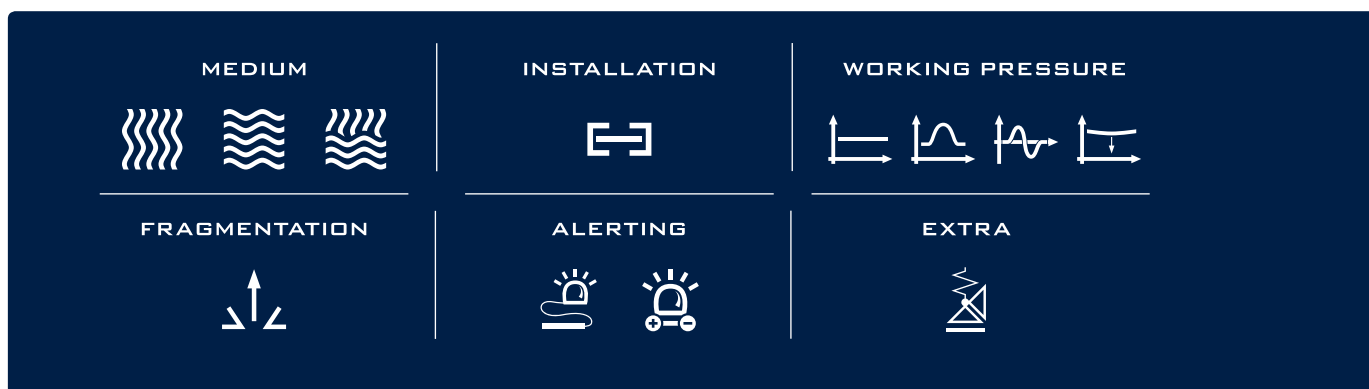 MEDIUM
INSTALLATION
WORKING PRESSURE
FRAGMENTATION
ALERTING
EXTRA